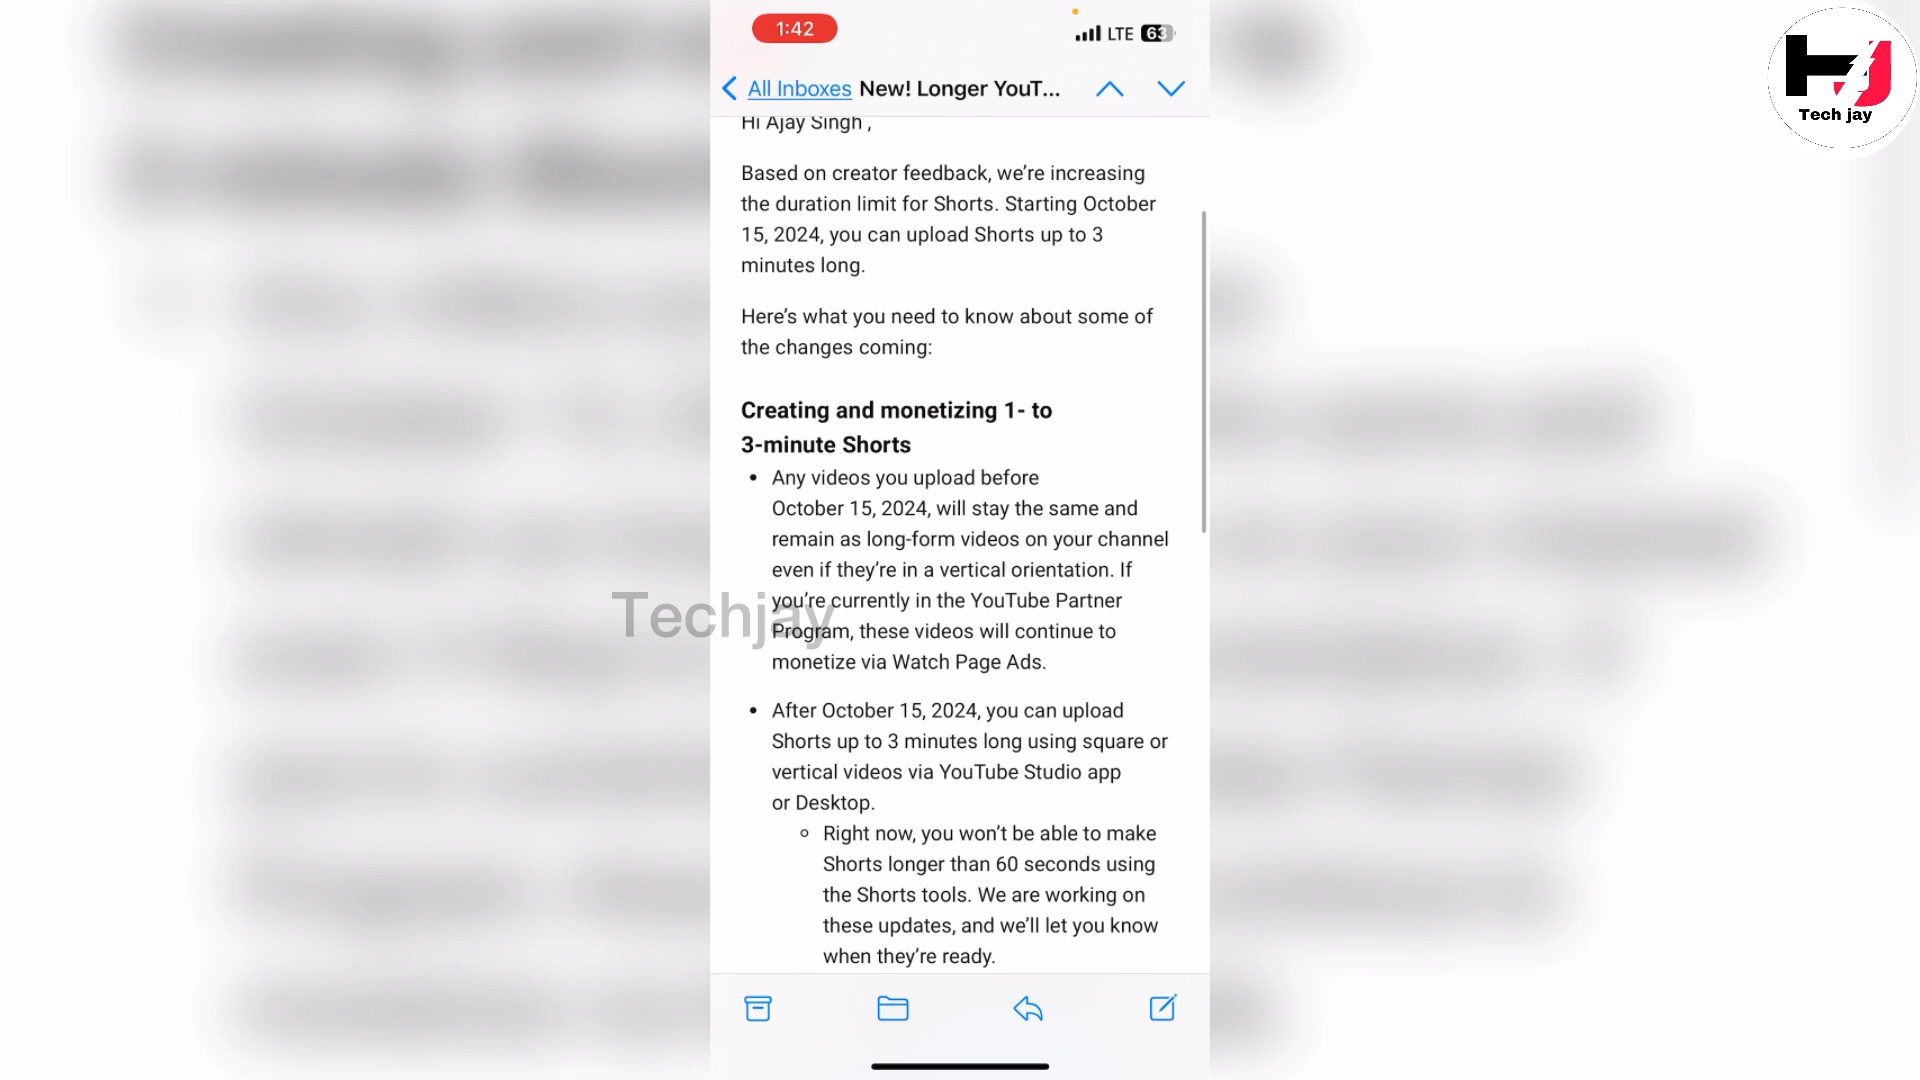 1:42
LTE 63
All Inboxes New! Longer YouT...
Tech jay
Hi Ajay Singh ,
Based on creator feedback, we’re increasing
the duration limit for Shorts. Starting October
15, 2024, you can upload Shorts up to 3
minutes long.
Here’s what you need to know about some of
the changes coming:
Creating and monetizing 1- to
3-minute Shorts
• Any videos you upload before
October 15, 2024, will stay the same and
remain as long-form videos on your channel
even if they’re in a vertical orientation. If
you’re currently in the YouTube Partner
Techjay
Program, these videos will continue to
monetize via Watch Page Ads.
• After October 15, 2024, you can upload
Shorts up to 3 minutes long using square or
vertical videos via YouTube Studio app
or Desktop.
◦ Right now, you won’t be able to make
Shorts longer than 60 seconds using
the Shorts tools. We are working on
these updates, and we’ll let you know
when they’re ready.